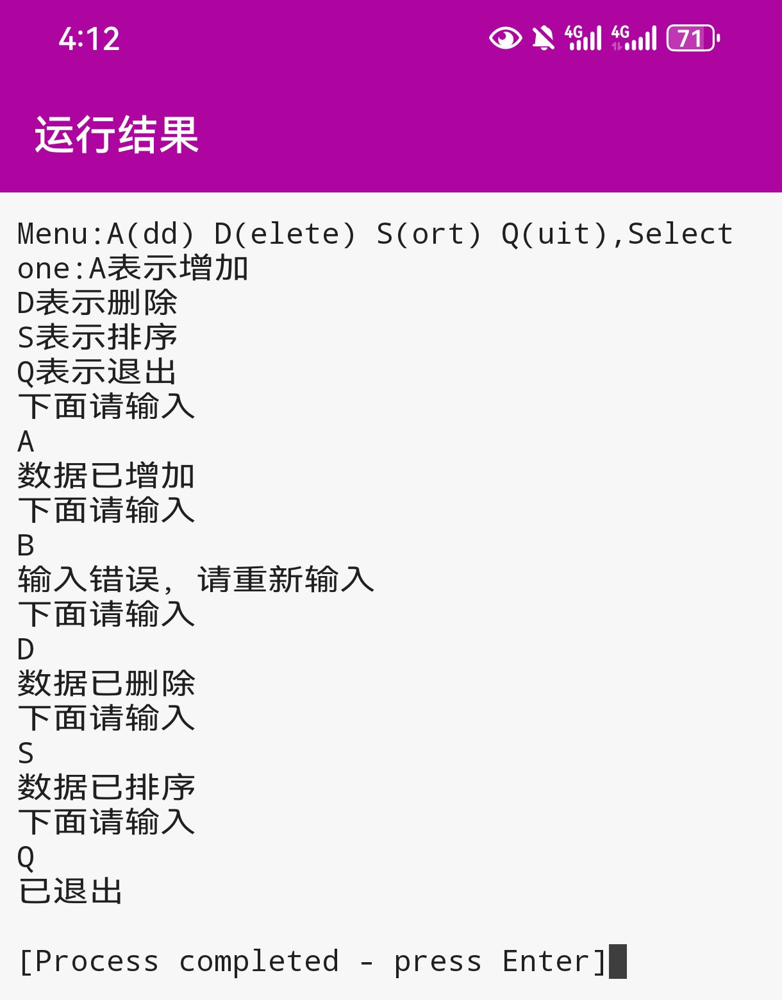 4:12
4G 4G 71
运行结果
Menu:A(dd) D(elete) S(ort) Q(uit),Select
one:A表示增加
D表示删除
S表示排序
Q表示退出
下面请输入
A
数据已增加
下面请输入
B
输入错误，请重新输入
下面请输入
D
数据已删除
下面请输入
S
数据已排序
下面请输入
Q
已退出
[Process completed - press Enter]